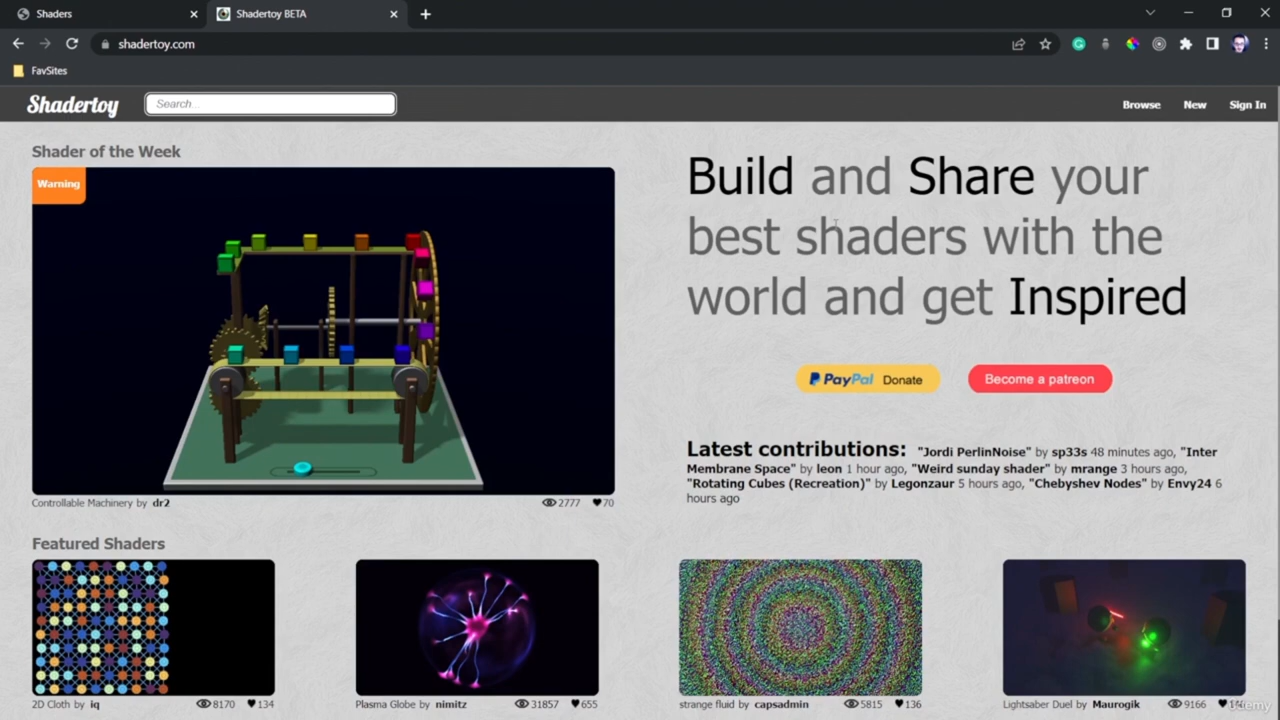 Shaders
Shadertoy BETA
shadertoy.com
FavSites
Shadertoy
Search...
Browse
New
Sign In
Shader of the Week
Warning
Controllable Machinery by dr2
2777
70
Build and Share your
best shaders with the
world and get Inspired
PayPal Donate
Become a patreon
Latest contributions: "Jordi PerlinNoise" by sp33s 48 minutes ago, "Inter
Membrane Space" by leon 1 hour ago, "Weird sunday shader" by mrange 3 hours ago,
"Rotating Cubes (Recreation)" by Legonzaur 5 hours ago, "Chebyshev Nodes" by Envy24 6
hours ago
Featured Shaders
2D Cloth by iq
8170
134
Plasma Globe by nimitz
31857
655
strange fluid by capsadmin
5815
136
Lightsaber Duel by Maurogik
9166
Udemy